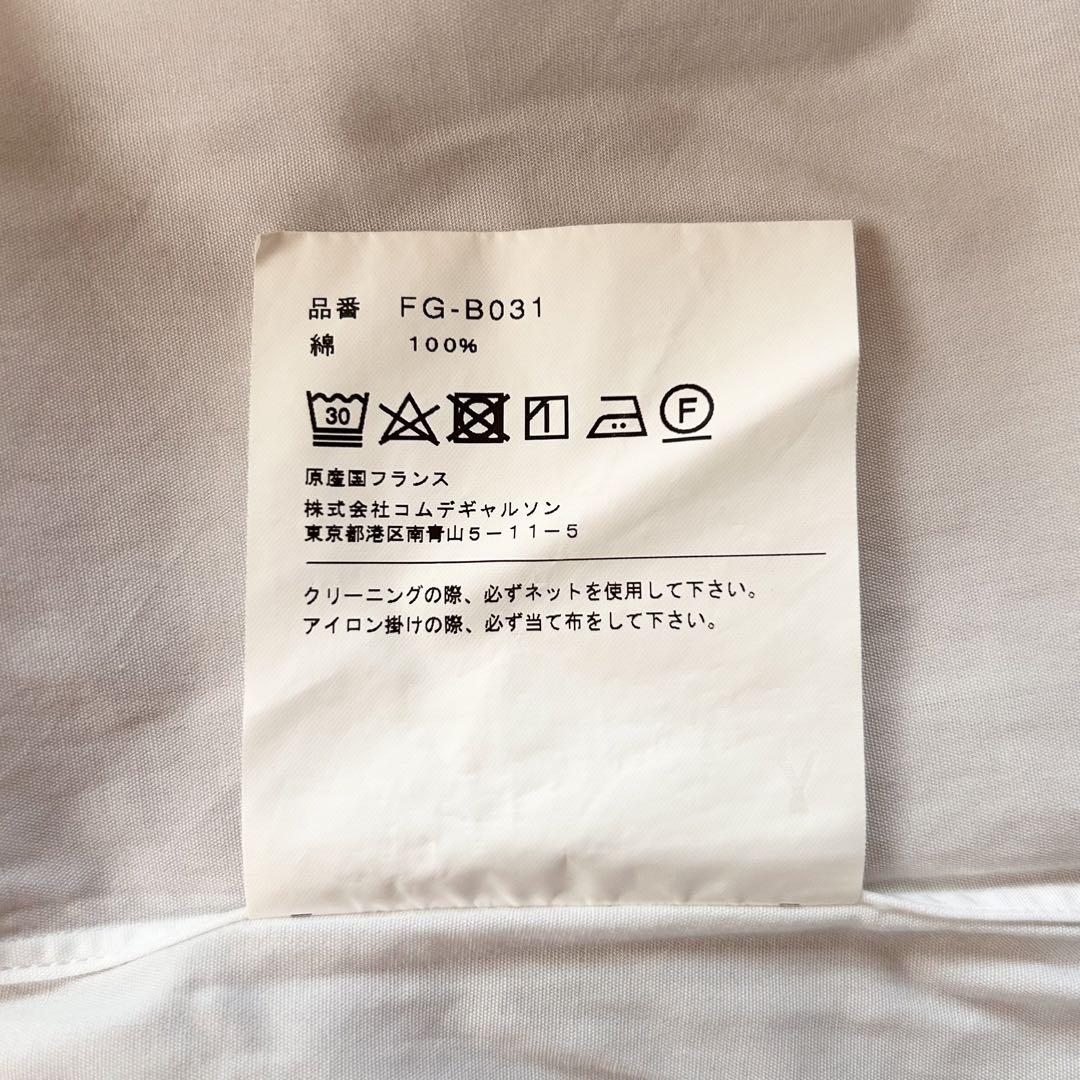 品番 FG-B031
綿 100%
30 F
原産国フランス
株式会社コムデギャルソン
東京都港区南青山5-11-5
クリーニングの際、必ずネットを使用して下さい。
アイロン掛けの際、必ず当て布をして下さい。